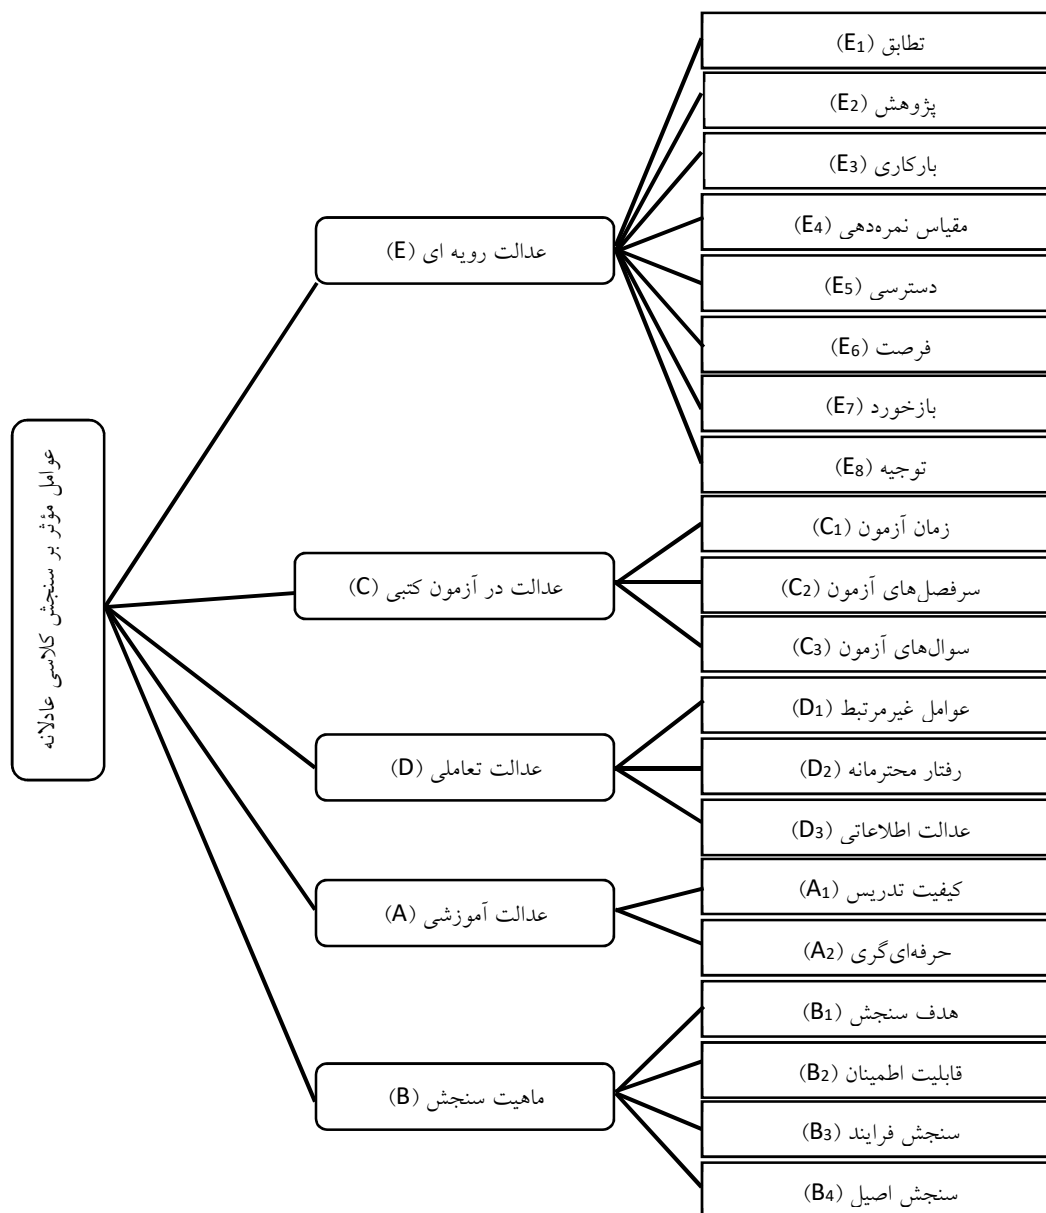 عوامل مؤثر بر سنجش کلاسی عادلانه
عدالت رویه ای (E)
تطابق (E1)
پژوهش (E2)
بارکاری (E3)
مقیاس نمره‌دهی (E4)
دسترسی (E5)
فرصت (E6)
بازخورد (E7)
توجیه (E8)
عدالت در آزمون کتبی (C)
زمان آزمون (C1)
سرفصل‌های آزمون (C2)
سوال‌های آزمون (C3)
عدالت تعاملی (D)
عوامل غیرمرتبط (D1)
رفتار محترمانه (D2)
عدالت اطلاعاتی (D3)
عدالت آموزشی (A)
کیفیت تدریس (A1)
حرفه‌ای‌گری (A2)
ماهیت سنجش (B)
هدف سنجش (B1)
قابلیت اطمینان (B2)
سنجش فرایند (B3)
سنجش اصیل (B4)